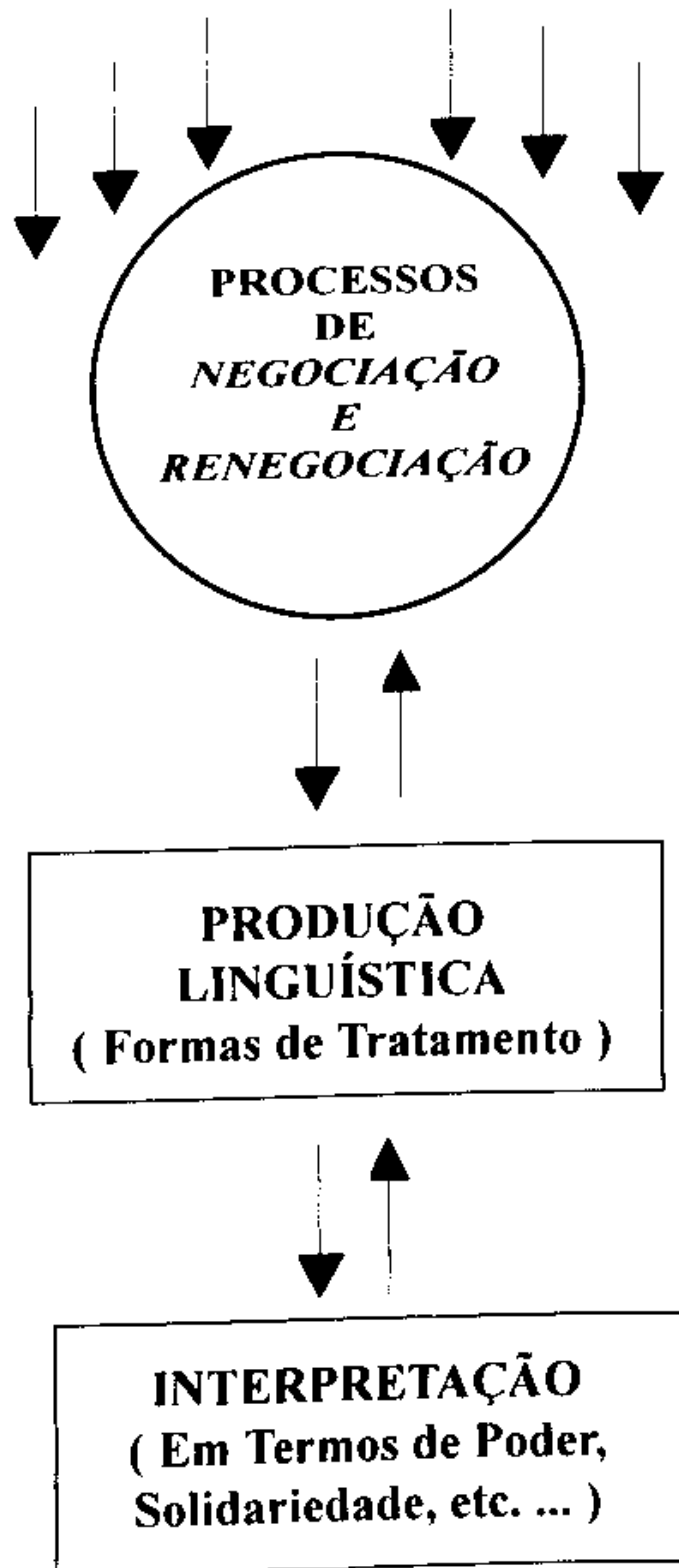 PROCESSOS
DE
NEGOCIAÇÃO
E
RENEGOCIAÇÃO
PRODUÇÃO
LINGUÍSTICA
( Formas de Tratamento )
INTERPRETAÇÃO
( Em Termos de Poder,
Solidariedade, etc. ... )